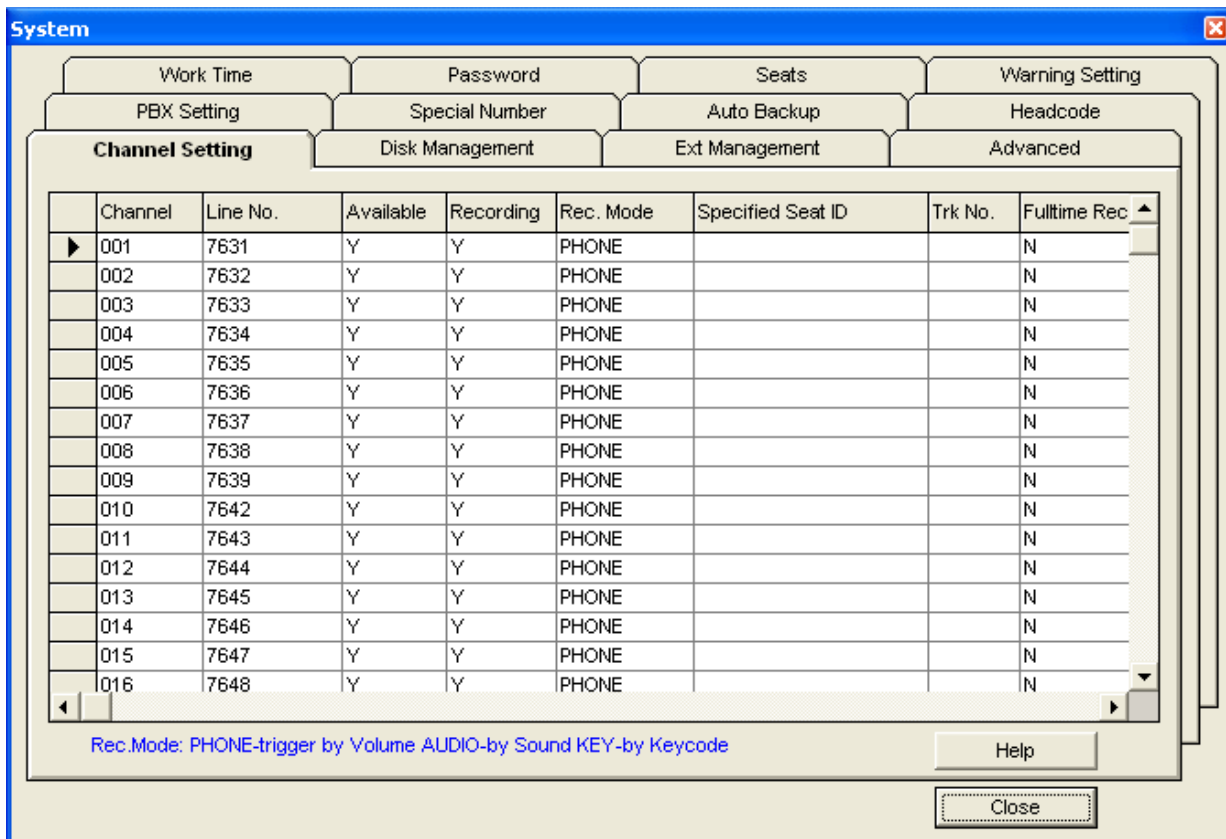 System
Work Time Password Seats Warning Setting
PBX Setting Special Number Auto Backup Headcode
Channel Setting Disk Management Ext Management Advanced
Channel Line No. Available Recording Rec. Mode Specified Seat ID Trk No. Fulltime Rec
001 7631 Y Y PHONE N
002 7632 Y Y PHONE N
003 7633 Y Y PHONE N
004 7634 Y Y PHONE N
005 7635 Y Y PHONE N
006 7636 Y Y PHONE N
007 7637 Y Y PHONE N
008 7638 Y Y PHONE N
009 7639 Y Y PHONE N
010 7642 Y Y PHONE N
011 7643 Y Y PHONE N
012 7644 Y Y PHONE N
013 7645 Y Y PHONE N
014 7646 Y Y PHONE N
015 7647 Y Y PHONE N
016 7648 Y Y PHONE N
Rec.Mode: PHONE-trigger by Volume AUDIO-by Sound KEY-by Keycode
Help
Close